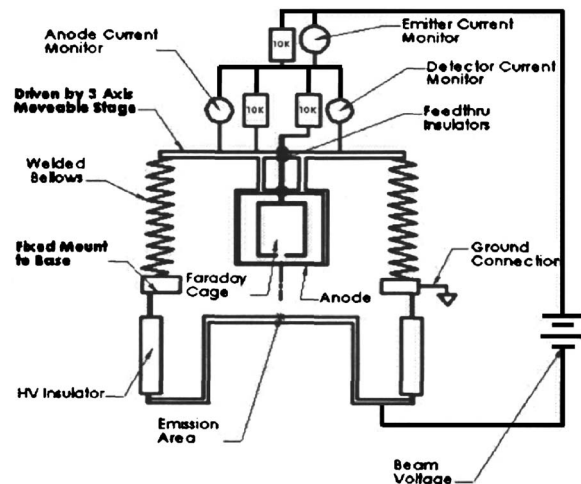 Emitter Current
Monitor
Anode Current
Monitor
10K
Detector Current
Monitor
10K
10K
Driven by 3 Axis
Moveable Stage
Feedthru
Insulators
Welded
Bellows
Fixed Mount
to Base
Ground
Connection
Faraday
Cage
Anode
HV Insulator
Emission
Area
Beam
Voltage